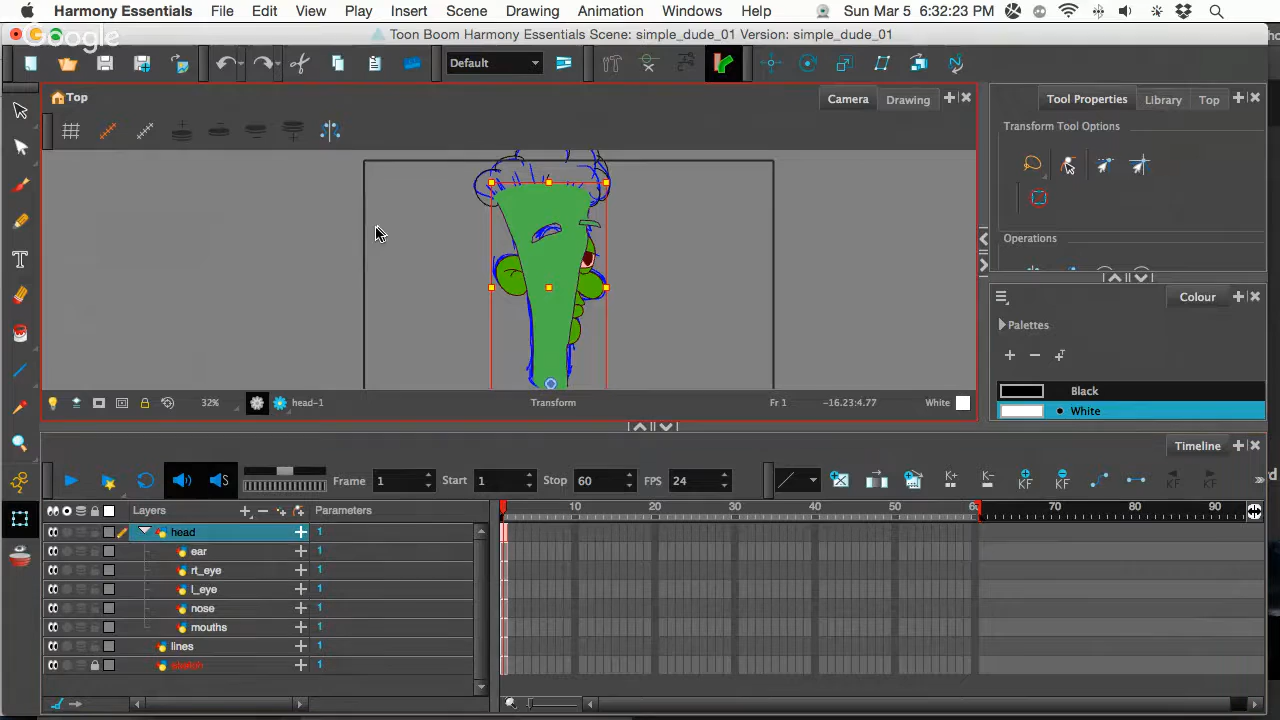 Harmony Essentials File Edit View Play Insert Scene Drawing Animation Windows Help Sun Mar 5 6:32:23 PM
Google
Toon Boom Harmony Essentials Scene: simple_dude_01 Version: simple_dude_01
Default
Top
Camera Drawing
Tool Properties Library Top
Transform Tool Options
Operations
Colour
Palettes
Black
White
32% head-1 Transform Fr 1 -16.23:4.77 White
Timeline
Frame 1 Start 1 Stop 60 FPS 24
Layers Parameters 10 20 30 40 50 70 80 90
head 1
ear 1
rt_eye 1
l_eye 1
nose 1
mouths 1
lines 1
sketch 1